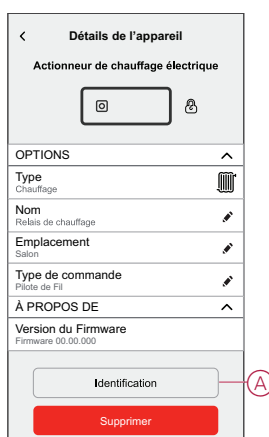 Détails de l'appareil
Actionneur de chauffage électrique
OPTIONS
Type
Chauffage
Nom
Relais de chauffage
Emplacement
Salon
Type de commande
Pilote de Fil
À PROPOS DE
Version du Firmware
Firmware 00.00.000
Identification
A
Supprimer